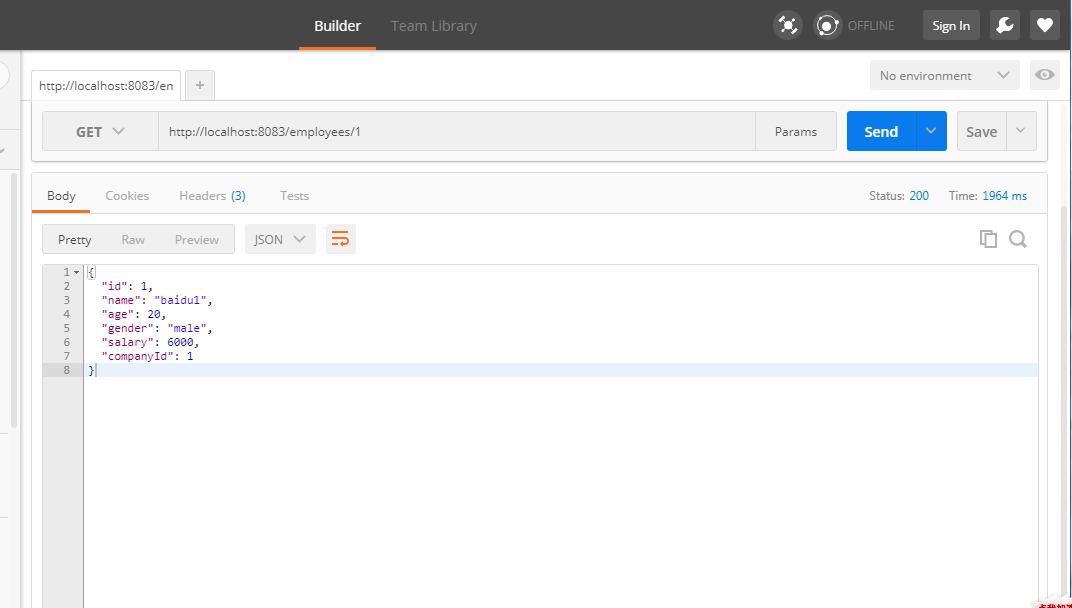 Builder
Team Library
OFFLINE
Sign In
http://localhost:8083/en
+
No environment
GET
http://localhost:8083/employees/1
Params
Send
Save
Body
Cookies
Headers (3)
Tests
Status: 200
Time: 1964 ms
Pretty
Raw
Preview
JSON
1 {
2 "id": 1,
3 "name": "baidu1",
4 "age": 20,
5 "gender": "male",
6 "salary": 6000,
7 "companyId": 1
8 }